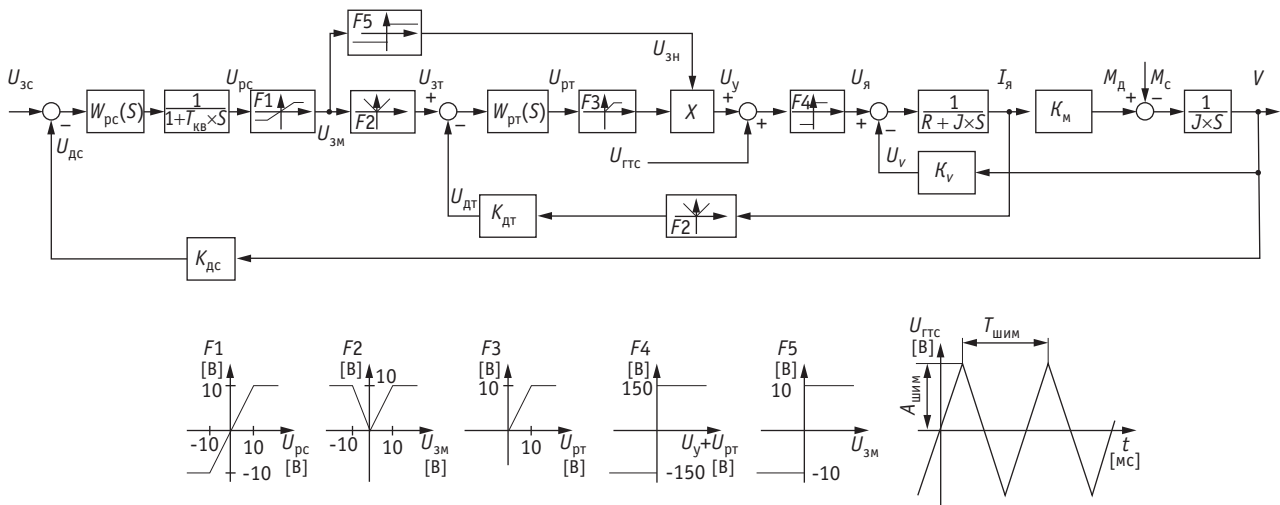 F5
U_зн
U_зс
U_рс
U_зт
U_рт
U_у
U_я
I_я
M_д
M_с
V
W_рс(S)
1
1+T_кв×S
F1
F2
+
−
W_рт(S)
F3
X
+
+
F4
+
−
1
R + J×S
К_м
+
−
1
J×S
−
U_зм
U_дс
U_гтс
U_v
K_v
U_дт
K_дт
F2
K_дс
F1
[В]
10
-10
10
-10
U_рс
[В]
F2
[В]
10
-10
10
U_зм
[В]
F3
[В]
10
10
U_рт
[В]
F4
[В]
150
-150
U_у+U_рт
[В]
F5
[В]
10
-10
U_зм
U_гтс
[В]
T_шим
A_шим
t
[мс]